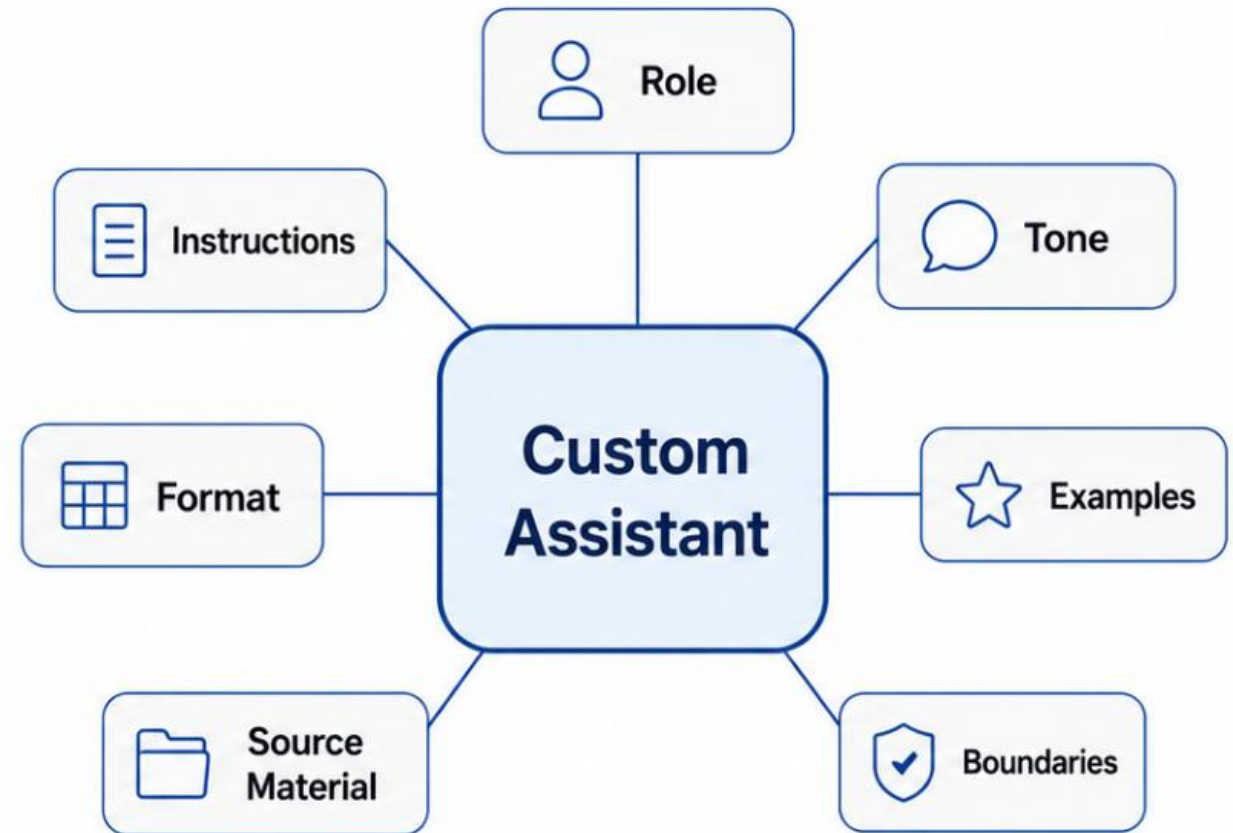 Role
Instructions
Tone
Custom
Assistant
Format
Examples
Source
Material
Boundaries